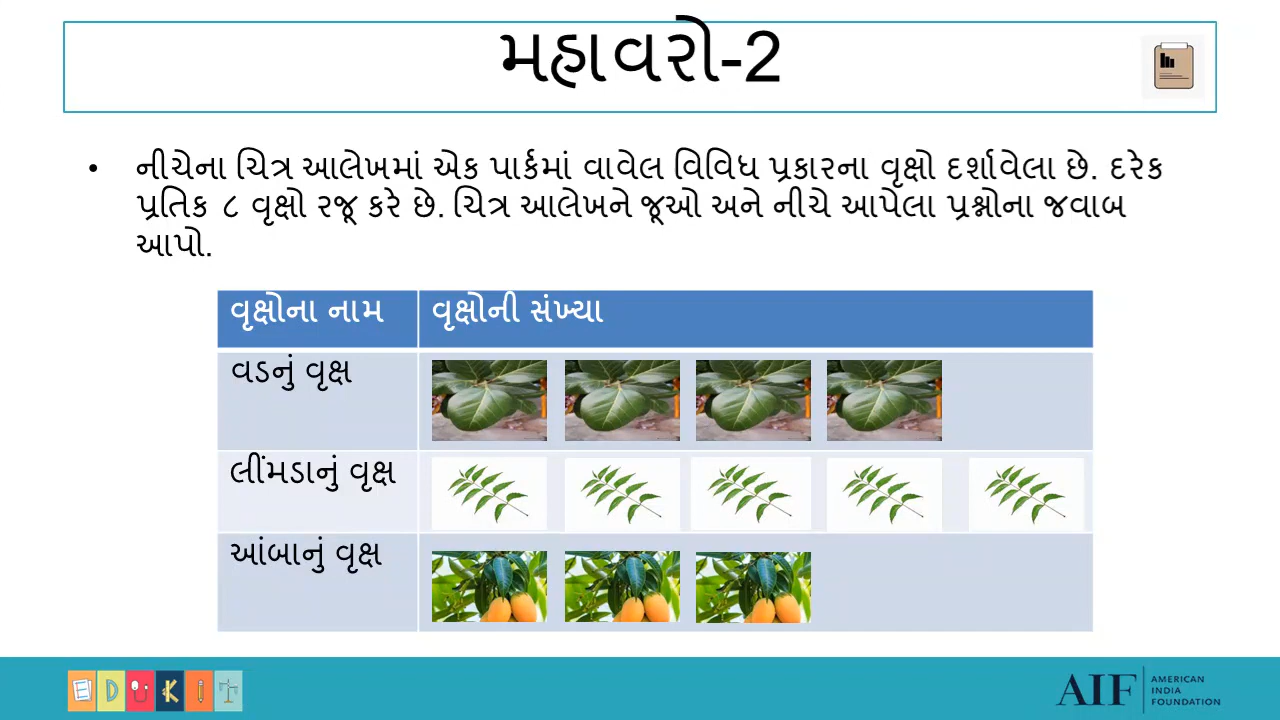 મહાવરો-2
• નીચેના ચિત્ર આલેખમાં એક પાર્કમાં વાવેલ વિવિધ પ્રકારના વૃક્ષો દર્શાવેલા છે. દરેક
પ્રતિક ૮ વૃક્ષો રજૂ કરે છે. ચિત્ર આલેખને જૂઓ અને નીચે આપેલા પ્રશ્નોના જવાબ
આપો.
વૃક્ષોના નામ વૃક્ષોની સંખ્યા
વડનું વૃક્ષ
લીંમડાનું વૃક્ષ
આંબાનું વૃક્ષ
EDUKIT
AIF AMERICAN
INDIA
FOUNDATION